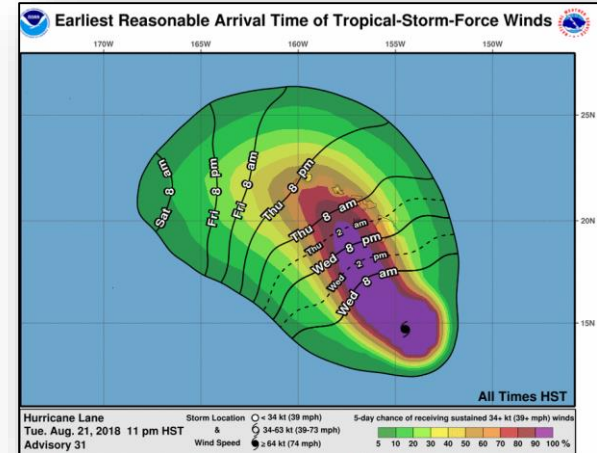 Earliest Reasonable Arrival Time of Tropical-Storm-Force Winds
170W 165W 160W 155W 150W
25N
20N
15N
Sat 8 am
Fri 8 pm
Fri 8 am
Thu 8 pm
Thu 8 am
Thu 2 am
Wed 8 pm
Wed 2 pm
Wed 8 am
All Times HST
Hurricane Lane
Tue. Aug. 21, 2018 11 pm HST
Advisory 31
Storm Location
&
Wind Speed
< 34 kt (39 mph)
34-63 kt (39-73 mph)
≥ 64 kt (74 mph)
5-day chance of receiving sustained 34+ kt (39+ mph) winds
5 10 20 30 40 50 60 70 80 90 100 %